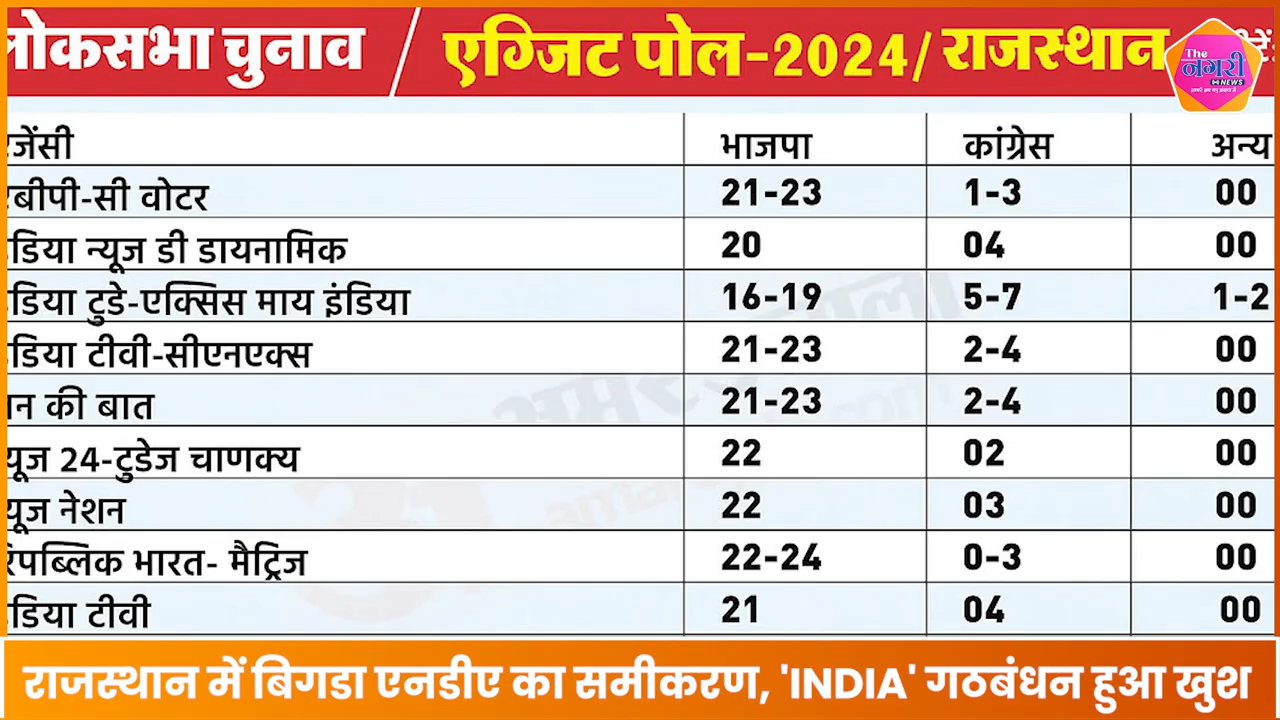 लोकसभा चुनाव / एग्जिट पोल-2024/ राजस्थान
The नगरी NEWS
भाजपा कांग्रेस अन्य
सी वोटर 21-23 1-3 00
न्यूज डी डायनामिक 20 04 00
टुडे-एक्सिस माय इंडिया 16-19 5-7 1-2
टीवी-सीएनएक्स 21-23 2-4 00
की बात 21-23 2-4 00
24-टुडेज चाणक्य 22 02 00
नेशन 22 03 00
भारत- मैट्रिज 22-24 0-3 00
टीवी 21 04 00
राजस्थान में बिगडा एनडीए का समीकरण, 'INDIA' गठबंधन हुआ खुश